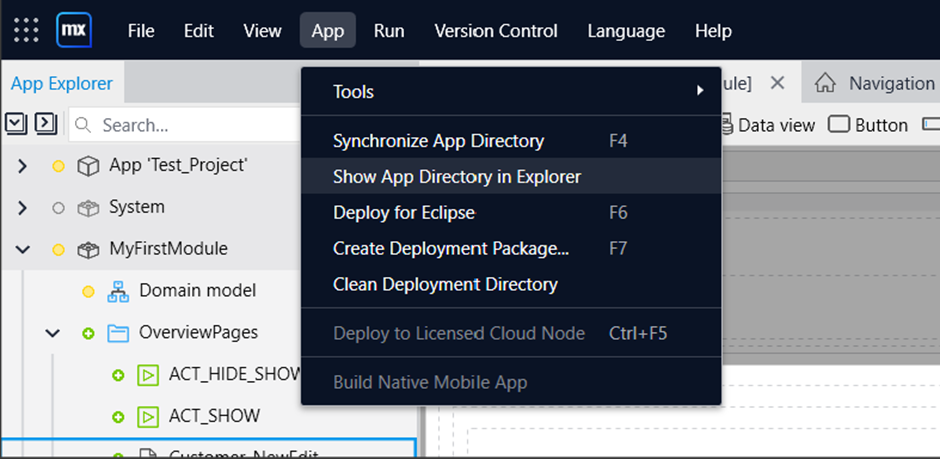 mx File Edit View App Run Version Control Language Help
App Explorer
Tools
ule] Navigation
Search...
Data view Button
App 'Test_Project'
Synchronize App Directory F4
Show App Directory in Explorer
System
Deploy for Eclipse F6
MyFirstModule
Create Deployment Package... F7
Domain model
Clean Deployment Directory
OverviewPages
Deploy to Licensed Cloud Node Ctrl+F5
ACT_HIDE_SHOW
Build Native Mobile App
ACT_SHOW
Customer_NewEdit